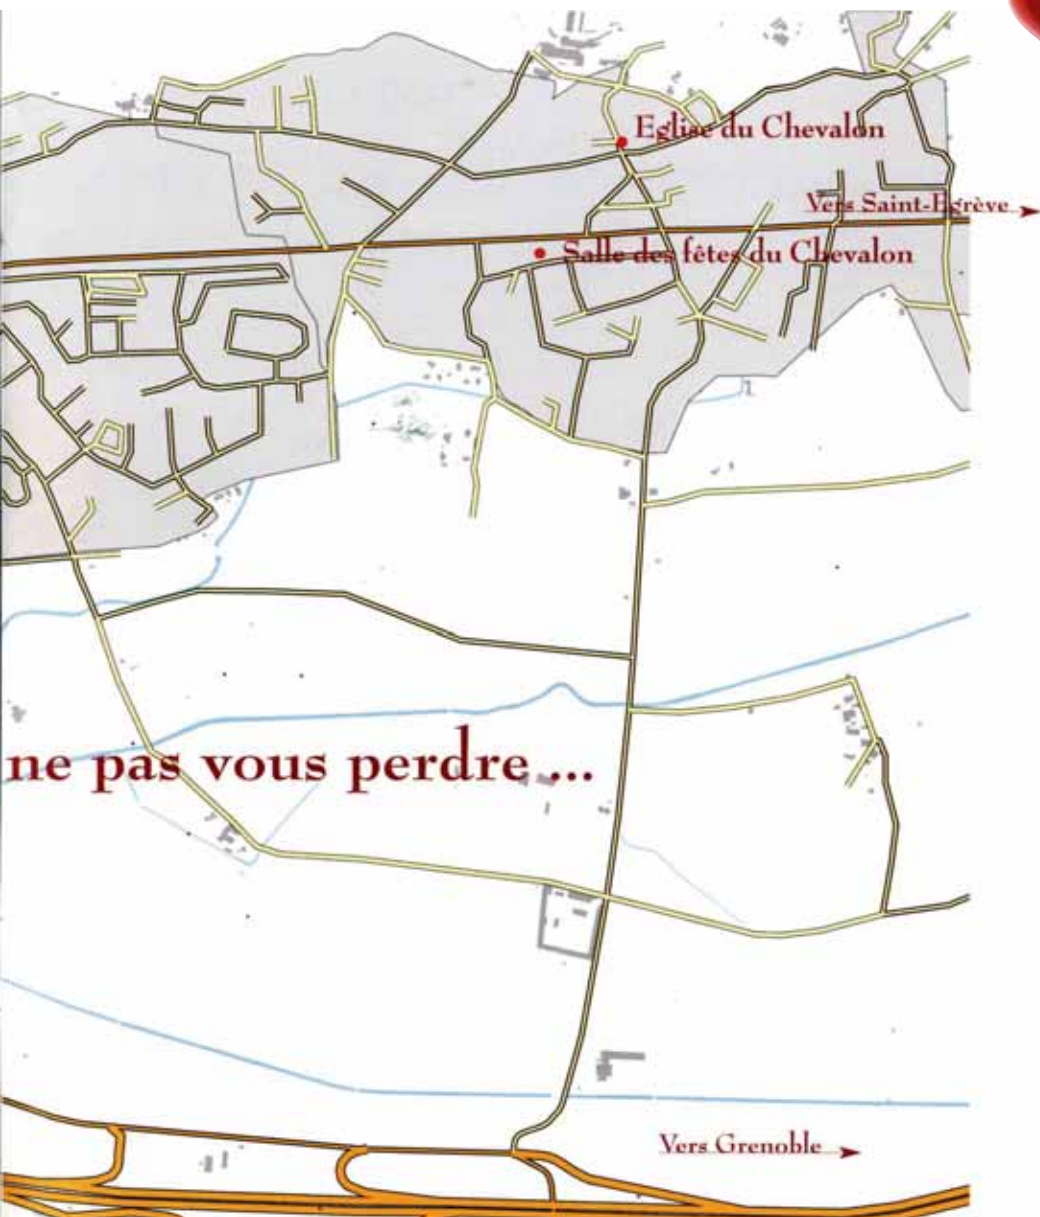 Eglise du Chevalon
Vers Saint-Egrève
Salle des fêtes du Chevalon
ne pas vous perdre ...
Vers Grenoble